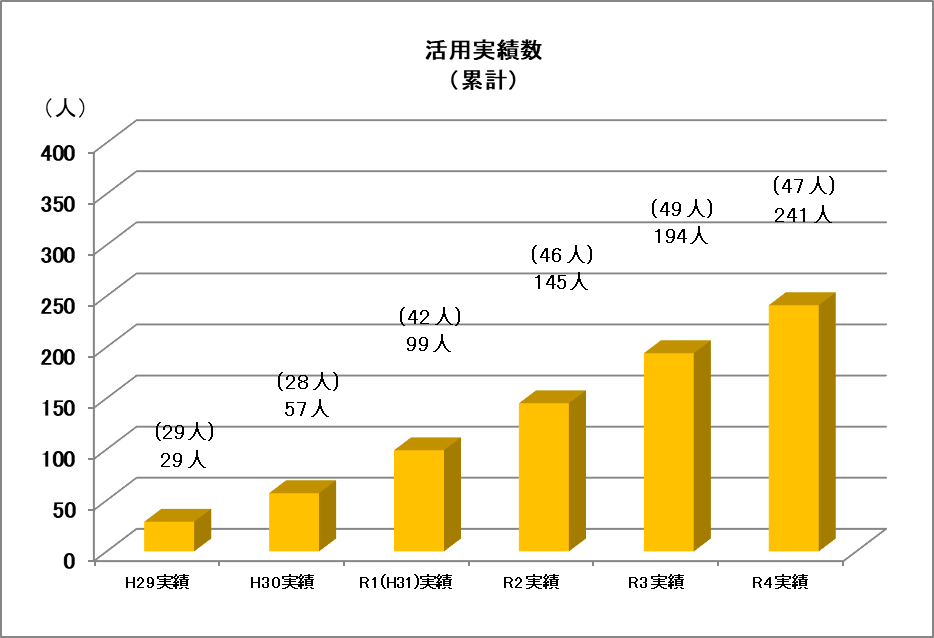 活用実績数
（累計）
（人）
400
350
300
250
200
150
100
50
0
(29人)
29人
(28人)
57人
(42人)
99人
(46人)
145人
(49人)
194人
(47人)
241人
H29実績 H30実績 R1(H31)実績 R2実績 R3実績 R4実績